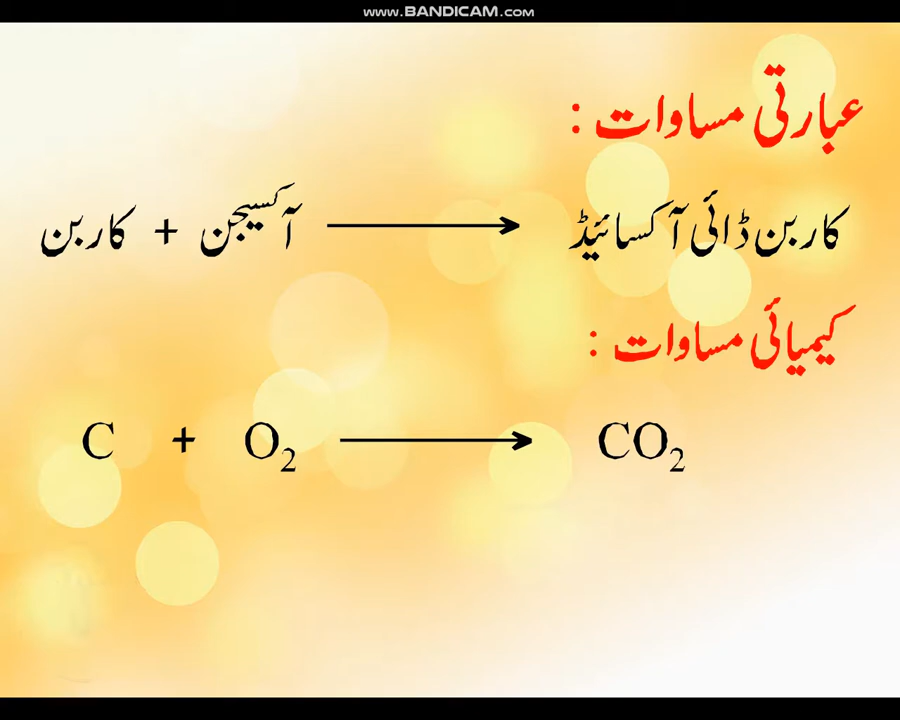 WWW.BANDICAM.COM
عبارتی مساوات :
کاربن + آکسیجن ⟶ کاربن ڈائی آکسائیڈ
کیمیائی مساوات :
C + O₂ ⟶ CO₂